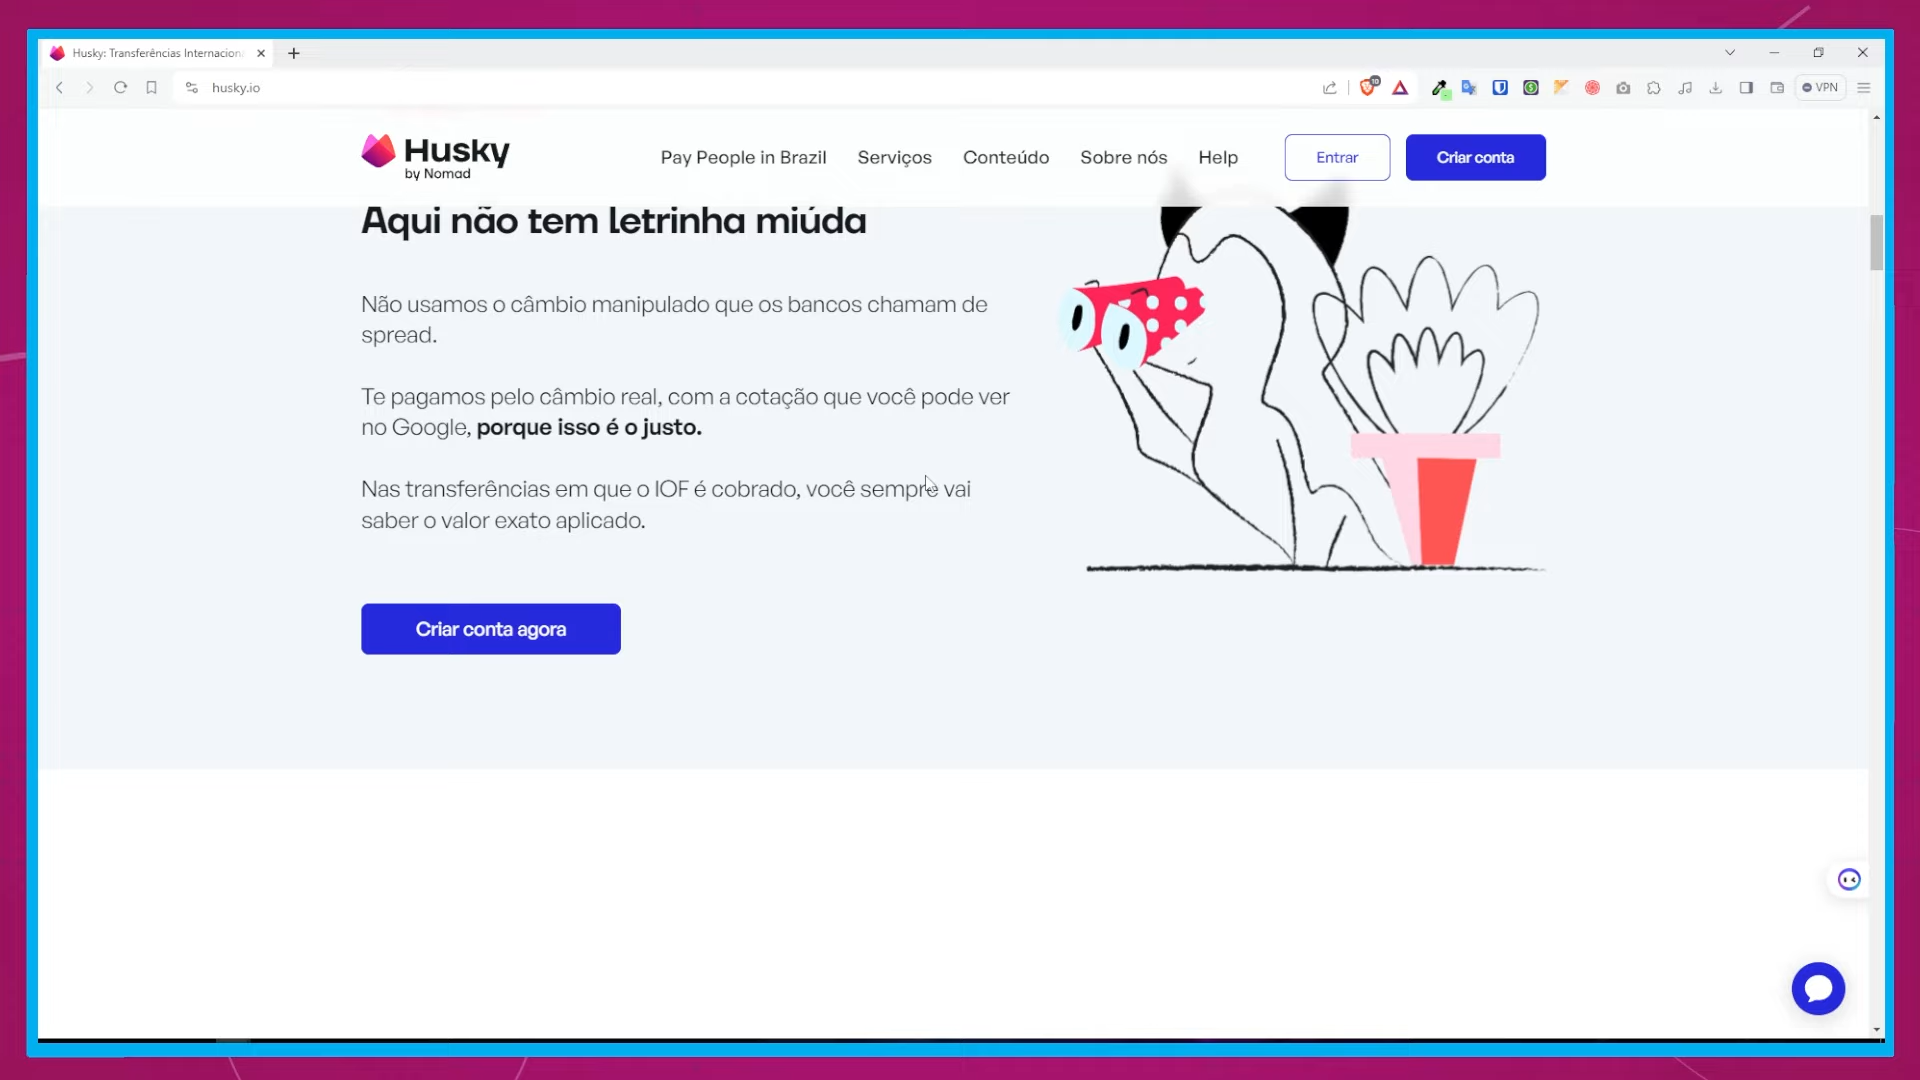 Husky: Transferências Internacion
husky.io
10
VPN
Husky
by Nomad
Pay People in Brazil
Serviços
Conteúdo
Sobre nós
Help
Entrar
Criar conta
Aqui não tem letrinha miúda
Não usamos o câmbio manipulado que os bancos chamam de
spread.
Te pagamos pelo câmbio real, com a cotação que você pode ver
no Google, porque isso é o justo.
Nas transferências em que o IOF é cobrado, você sempre vai
saber o valor exato aplicado.
Criar conta agora